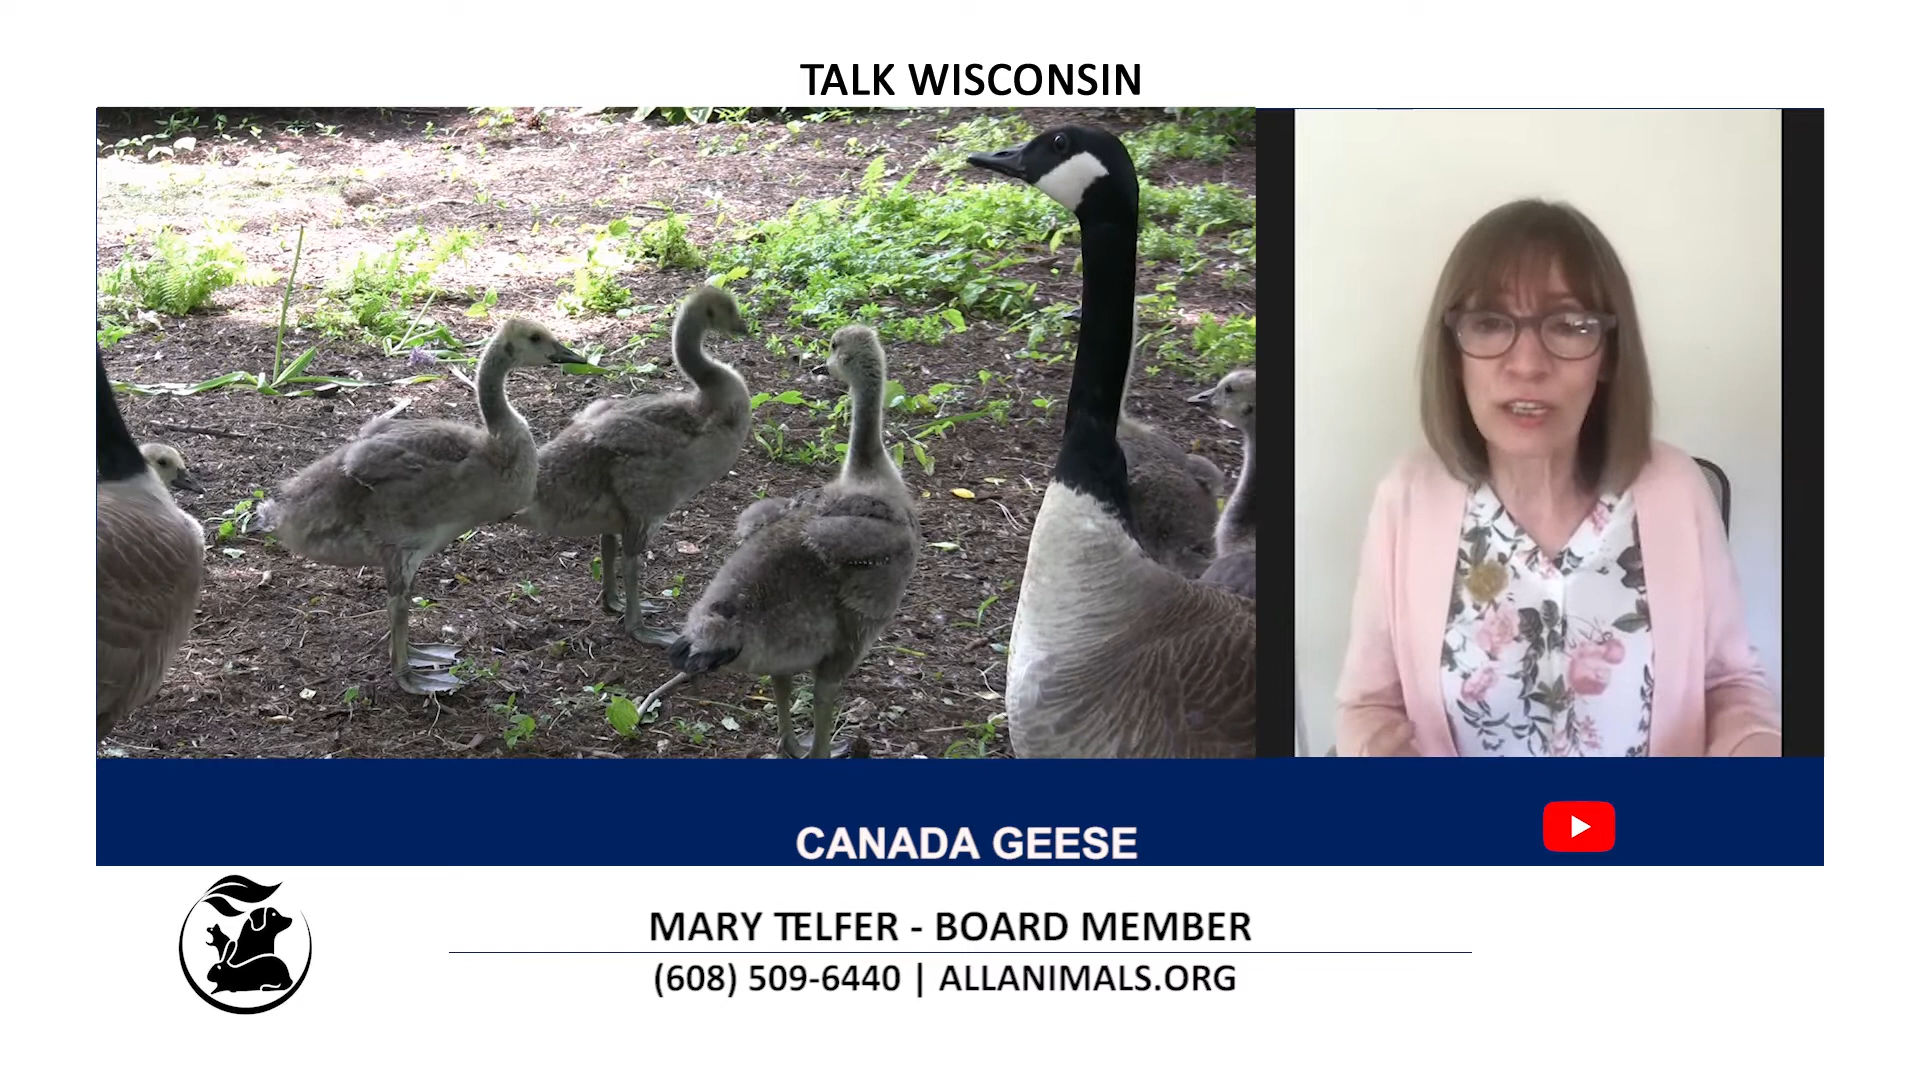 TALK WISCONSIN
CANADA GEESE
MARY TELFER - BOARD MEMBER
(608) 509-6440 | ALLANIMALS.ORG